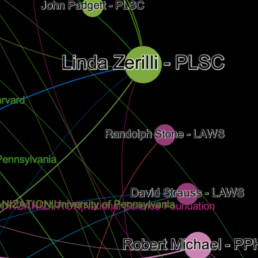 John Padgett - PLSC
Linda Zerilli - PLSC
arvard
Randolph Stone - LAWS
Pennsylvania
David Strauss - LAWS
NIZATION|University of Pennsylvania
Foundation
Robert Michael - PPH